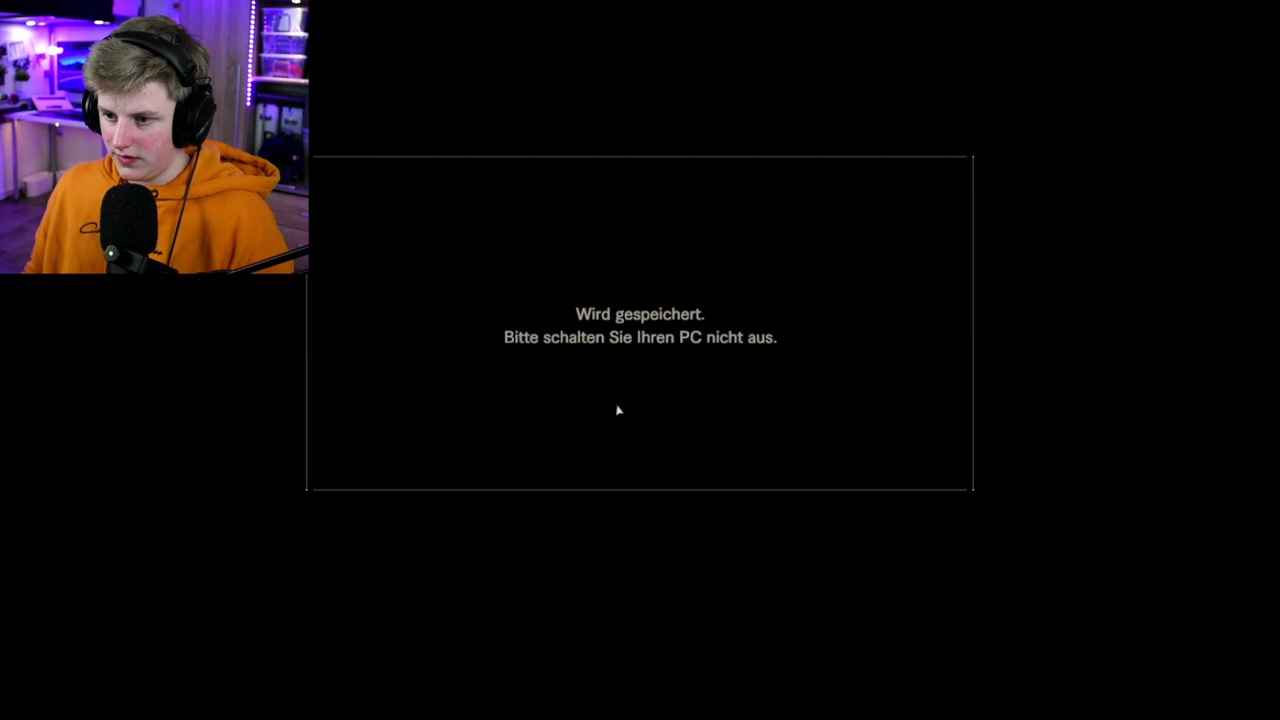 Wird gespeichert.
Bitte schalten Sie Ihren PC nicht aus.